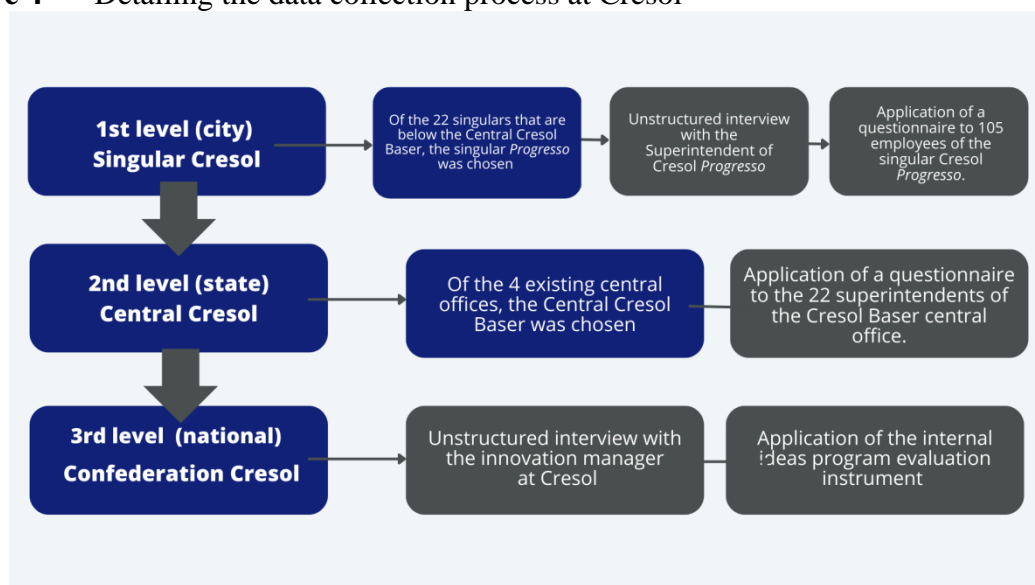 Detailing the data collection process at Cresol
1st level (city)
Singular Cresol
Of the 22 singulars that are
below the Central Cresol
Baser, the singular Progresso
was chosen
Unstructured interview
with the
Superintendent of
Cresol Progresso
Application of a
questionnaire to 105
employees of the
singular Cresol
Progresso.
2nd level (state)
Central Cresol
Of the 4 existing central
offices, the Central Cresol
Baser was chosen
Application of a questionnaire
to the 22 superintendents of
the Cresol Baser central
office.
3rd level (national)
Confederation Cresol
Unstructured interview with
the innovation manager
at Cresol
Application of the internal
ideas program evaluation
instrument